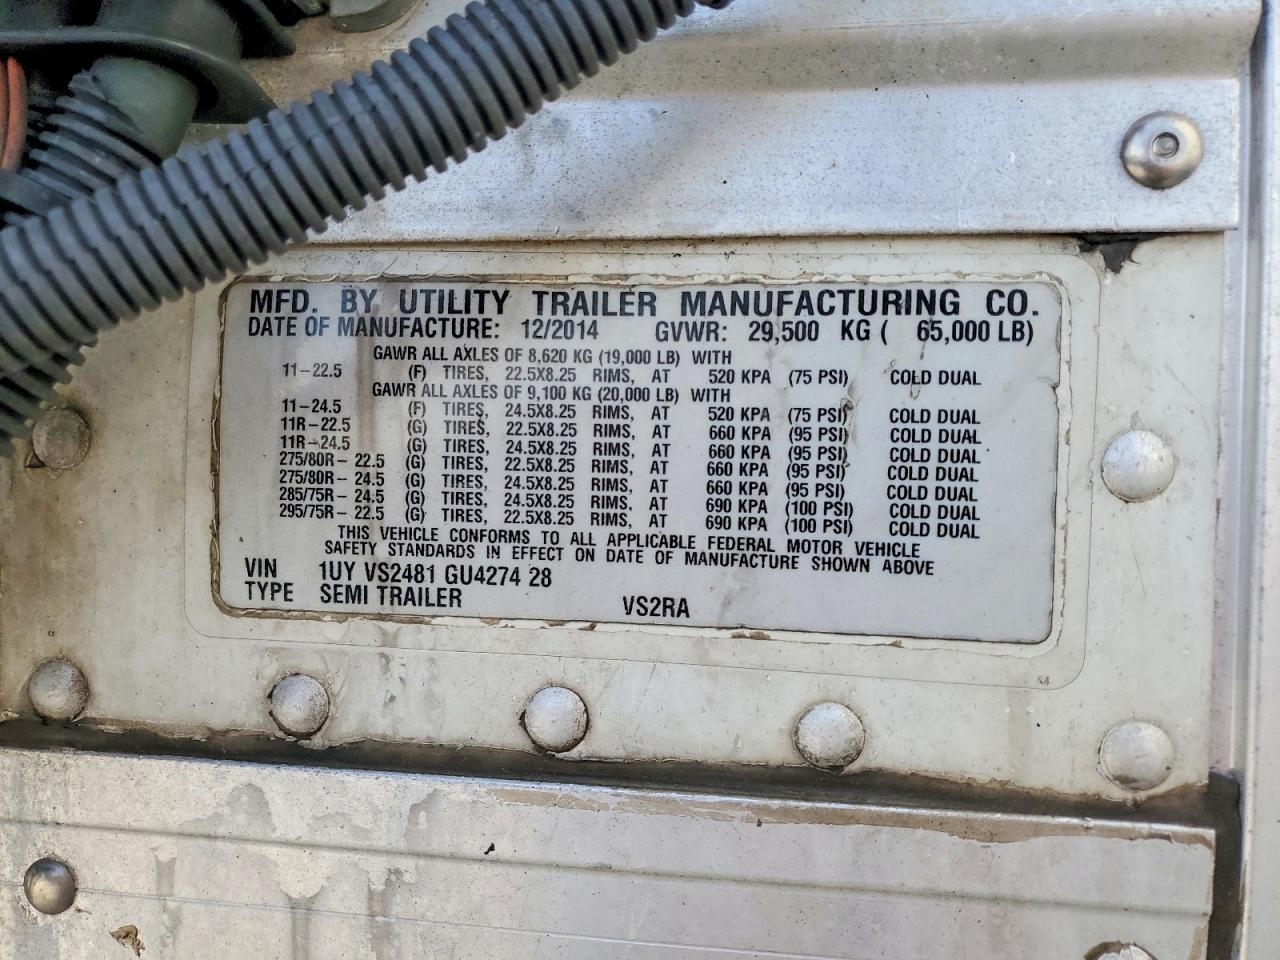 MFD. BY UTILITY TRAILER MANUFACTURING CO.
DATE OF MANUFACTURE: 12/2014 GVWR: 29,500 KG ( 65,000 LB)
GAWR ALL AXLES OF 8,620 KG (19,000 LB) WITH
11-22.5 (F) TIRES, 22.5X8.25 RIMS, AT 520 KPA (75 PSI) COLD DUAL
GAWR ALL AXLES OF 9,100 KG (20,000 LB) WITH
11-24.5 (F) TIRES, 24.5X8.25 RIMS, AT 520 KPA (75 PSI) COLD DUAL
11R-22.5 (G) TIRES, 22.5X8.25 RIMS, AT 660 KPA (95 PSI) COLD DUAL
11R-24.5 (G) TIRES, 24.5X8.25 RIMS, AT 660 KPA (95 PSI) COLD DUAL
275/80R-22.5 (G) TIRES, 22.5X8.25 RIMS, AT 660 KPA (95 PSI) COLD DUAL
275/80R-24.5 (G) TIRES, 24.5X8.25 RIMS, AT 660 KPA (95 PSI) COLD DUAL
285/75R-24.5 (G) TIRES, 24.5X8.25 RIMS, AT 690 KPA (100 PSI) COLD DUAL
295/75R-22.5 (G) TIRES, 22.5X8.25 RIMS, AT 690 KPA (100 PSI) COLD DUAL
THIS VEHICLE CONFORMS TO ALL APPLICABLE FEDERAL MOTOR VEHICLE
SAFETY STANDARDS IN EFFECT ON DATE OF MANUFACTURE SHOWN ABOVE
VIN 1UY VS2481 GU4274 28
TYPE SEMI TRAILER VS2RA